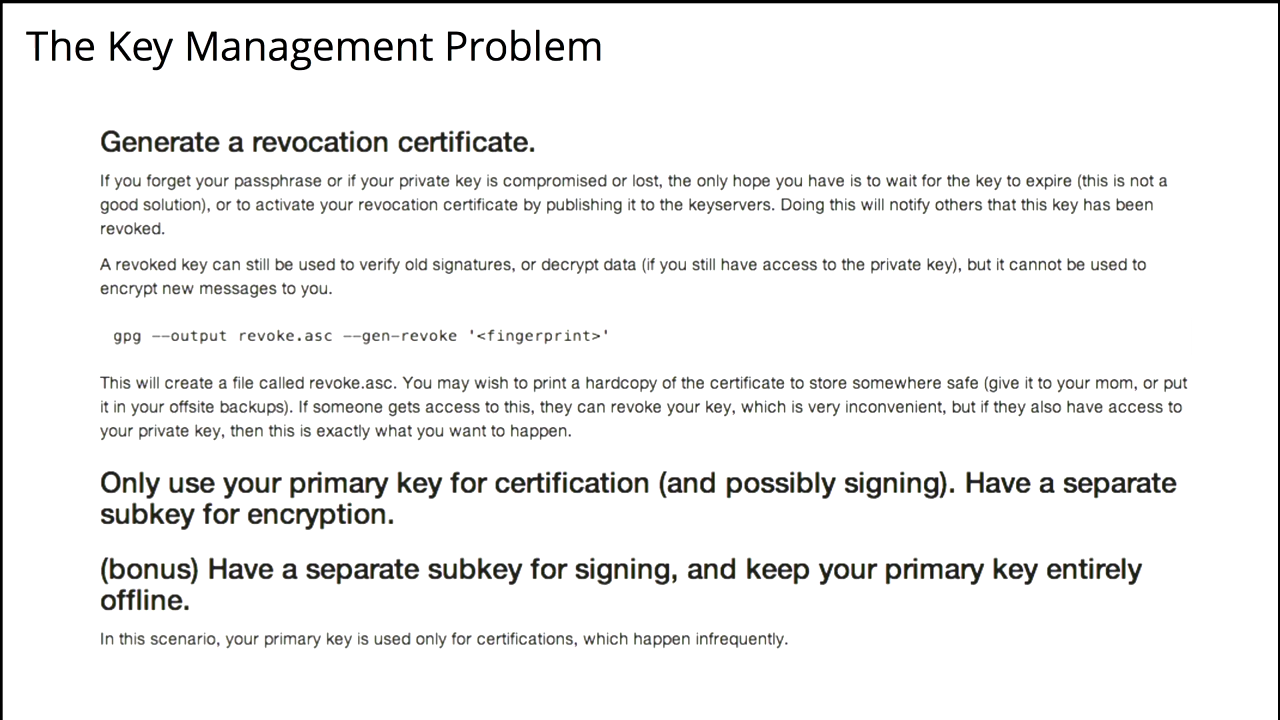 The Key Management Problem
Generate a revocation certificate.
If you forget your passphrase or if your private key is compromised or lost, the only hope you have is to wait for the key to expire (this is not a
good solution), or to activate your revocation certificate by publishing it to the keyservers. Doing this will notify others that this key has been
revoked.
A revoked key can still be used to verify old signatures, or decrypt data (if you still have access to the private key), but it cannot be used to
encrypt new messages to you.
gpg --output revoke.asc --gen-revoke '<fingerprint>'
This will create a file called revoke.asc. You may wish to print a hardcopy of the certificate to store somewhere safe (give it to your mom, or put
it in your offsite backups). If someone gets access to this, they can revoke your key, which is very inconvenient, but if they also have access to
your private key, then this is exactly what you want to happen.
Only use your primary key for certification (and possibly signing). Have a separate
subkey for encryption.
(bonus) Have a separate subkey for signing, and keep your primary key entirely
offline.
In this scenario, your primary key is used only for certifications, which happen infrequently.